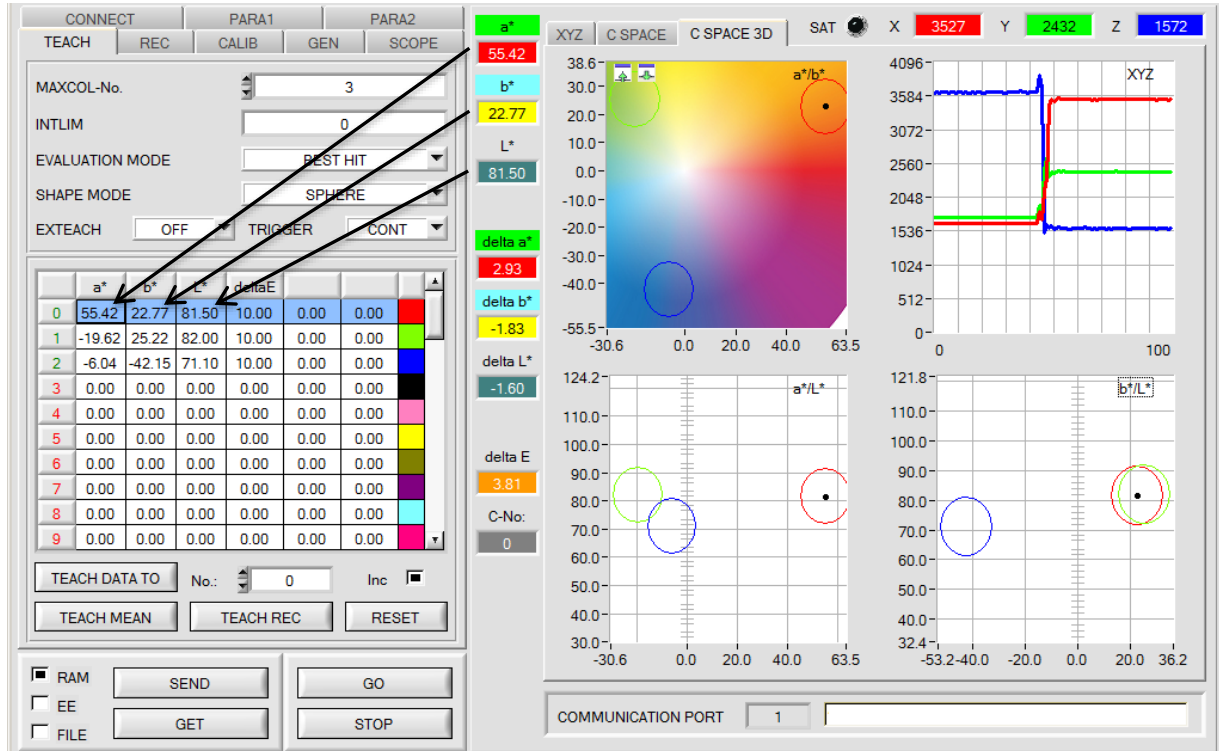 CONNECT PARA1 PARA2
TEACH REC CALIB GEN SCOPE
MAXCOL-No. 3
INTLIM 0
EVALUATION MODE BEST HIT
SHAPE MODE SPHERE
EXTEACH OFF TRIGGER CONT
a* b* L* deltaE
0 55.42 22.77 81.50 10.00 0.00 0.00
1 -19.62 25.22 82.00 10.00 0.00 0.00
2 -6.04 -42.15 71.10 10.00 0.00 0.00
3 0.00 0.00 0.00 0.00 0.00 0.00
4 0.00 0.00 0.00 0.00 0.00 0.00
5 0.00 0.00 0.00 0.00 0.00 0.00
6 0.00 0.00 0.00 0.00 0.00 0.00
7 0.00 0.00 0.00 0.00 0.00 0.00
8 0.00 0.00 0.00 0.00 0.00 0.00
9 0.00 0.00 0.00 0.00 0.00 0.00
TEACH DATA TO No.: 0 Inc
TEACH MEAN TEACH REC RESET
RAM
EE
FILE
SEND GO
GET STOP
a*
55.42
b*
22.77
L*
81.50
delta a*
2.93
delta b*
-1.83
delta L*
-1.60
delta E
3.81
C-No:
0
XYZ C SPACE C SPACE 3D SAT X 3527 Y 2432 Z 1572
a*/b*
38.6
30.0
20.0
10.0
0.0
-10.0
-20.0
-30.0
-40.0
-55.5
-30.6 0.0 20.0 40.0 63.5
XYZ
4096
3584
3072
2560
2048
1536
1024
512
0
0 100
a*/L*
124.2
110.0
100.0
90.0
80.0
70.0
60.0
50.0
40.0
30.0
-30.6 0.0 20.0 40.0 63.5
b*/L*
121.8
110.0
100.0
90.0
80.0
70.0
60.0
50.0
40.0
32.4
-53.2 -40.0 -20.0 0.0 20.0 36.2
COMMUNICATION PORT 1